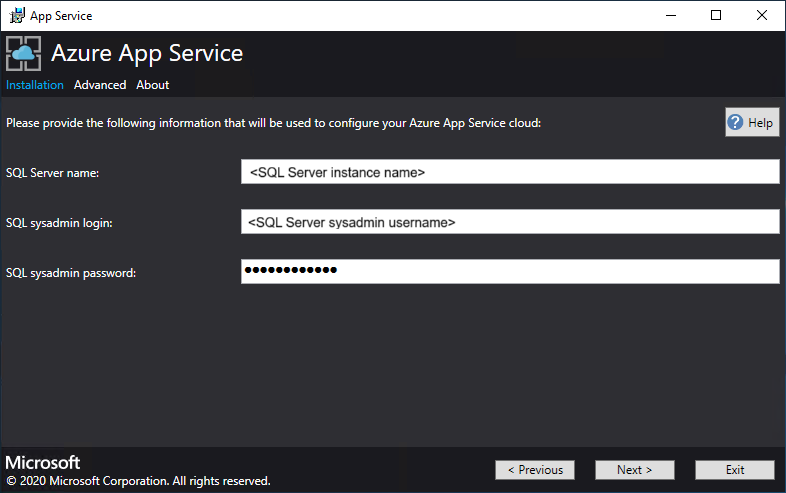 App Service
Azure App Service
Installation Advanced About
Please provide the following information that will be used to configure your Azure App Service cloud:
? Help
SQL Server name: <SQL Server instance name>
SQL sysadmin login: <SQL Server sysadmin username>
SQL sysadmin password: ●●●●●●●●●●●●
Microsoft
© 2020 Microsoft Corporation. All rights reserved.
< Previous Next > Exit